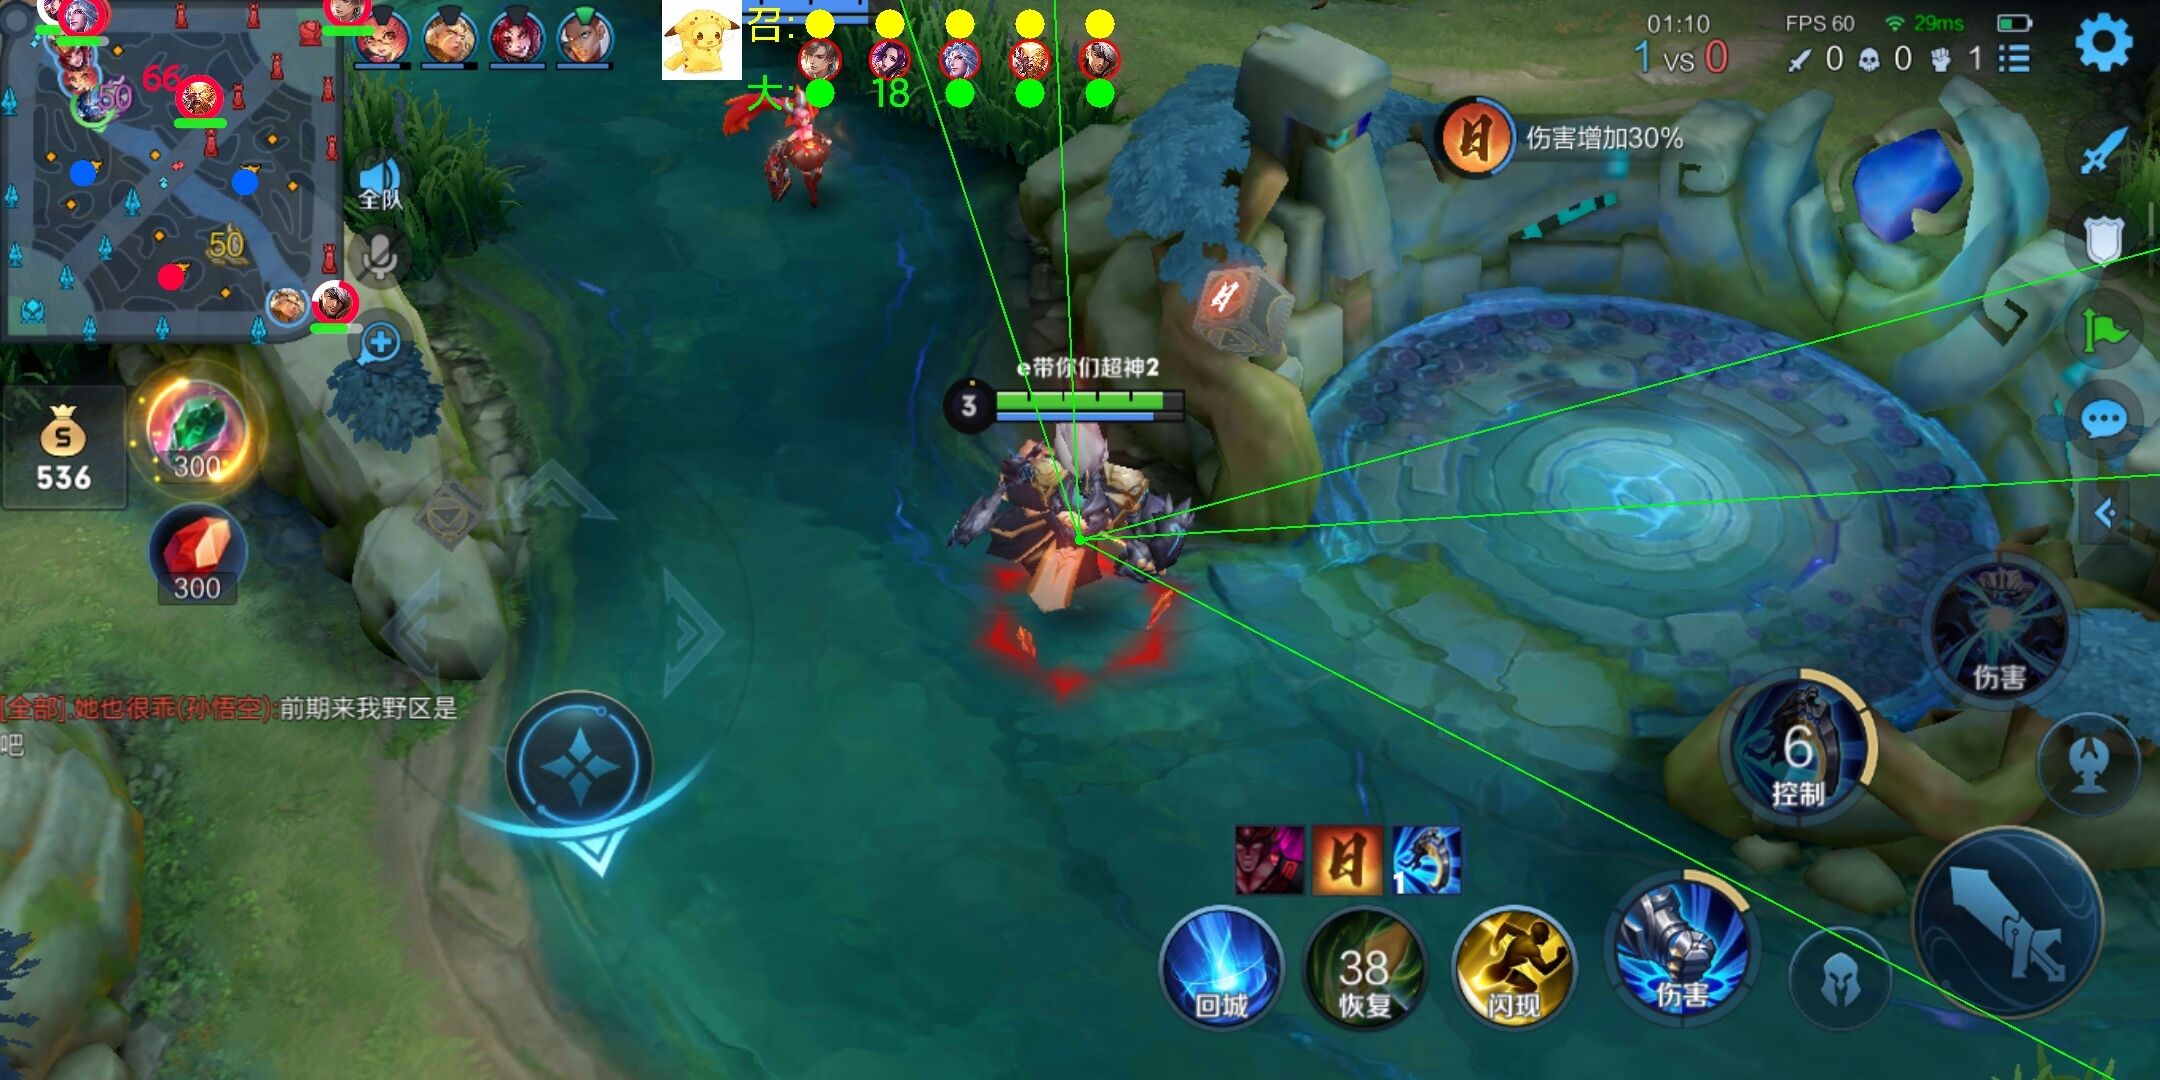 召:
大:
18
01:10
FPS 60
29ms
1 vs 0
0
0
1
66
50
50
全队
伤害增加30%
e带你们超神2
3
536
300
300
[全部].她也很乖(孙悟空):前期来我野区是
吧
伤害
6
控制
1
回城
38
恢复
闪现
伤害